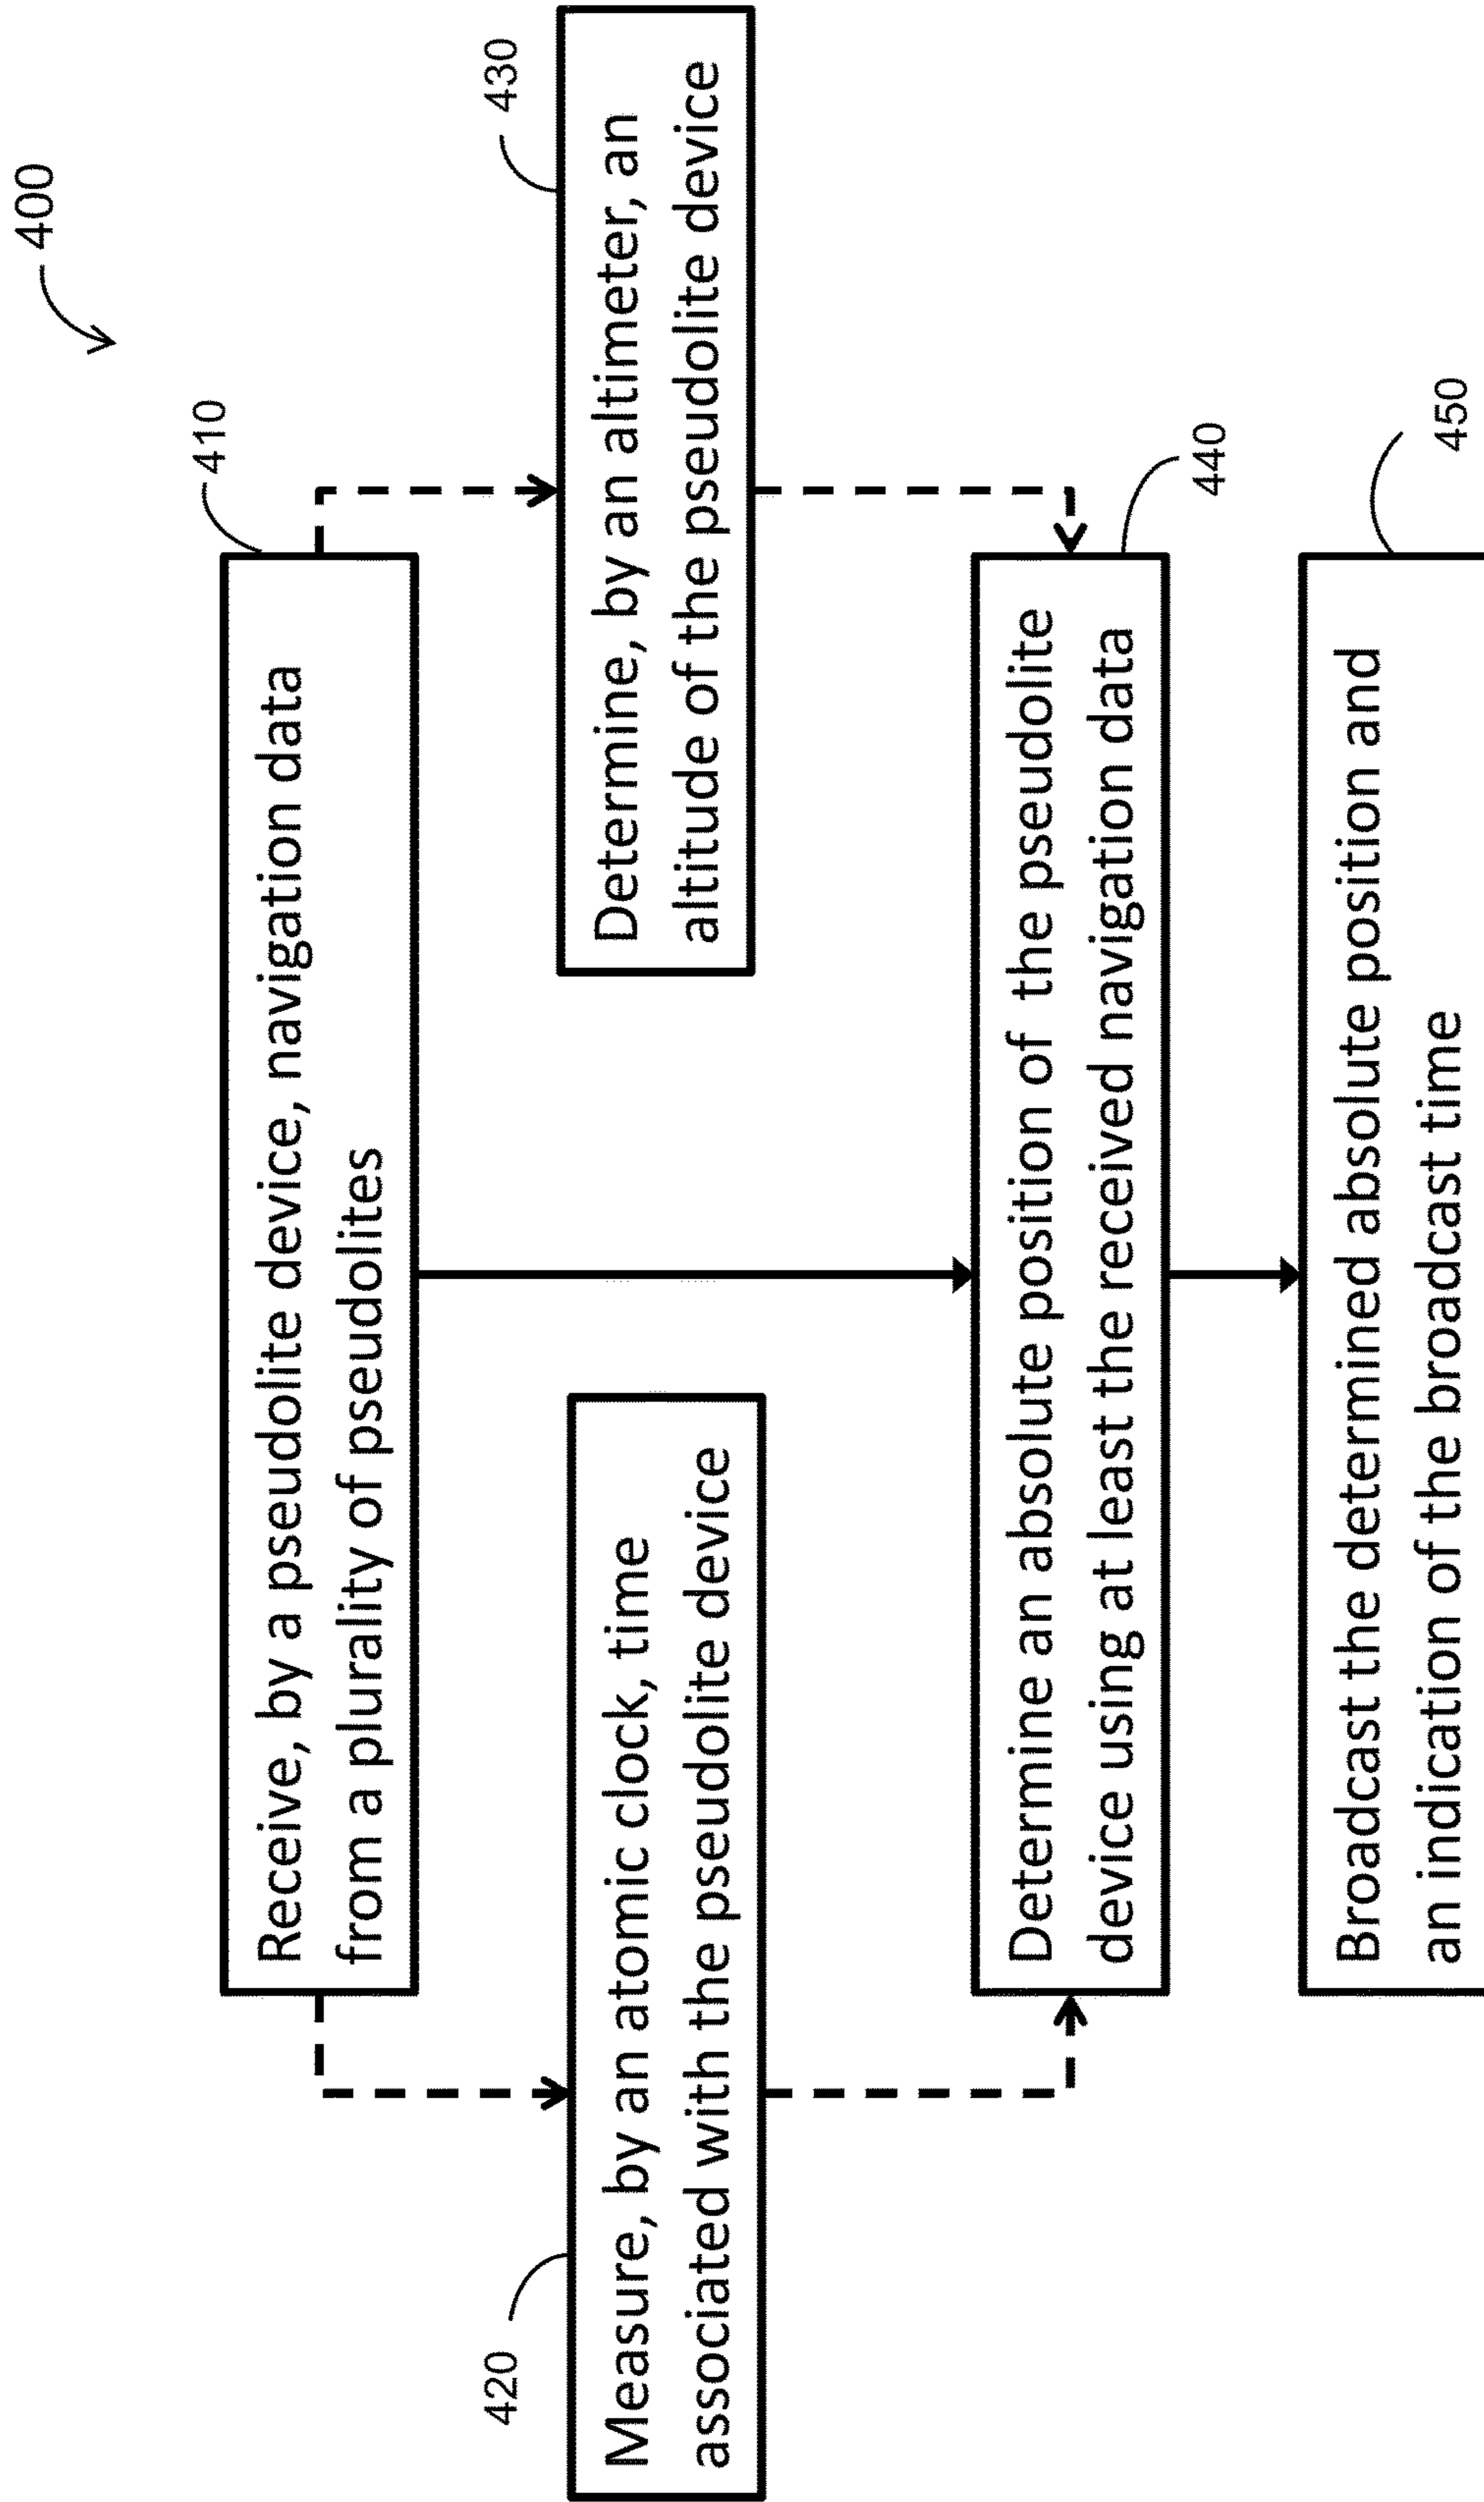 400
410
Receive, by a pseudolite device, navigation data
from a plurality of pseudolites
420
Measure, by an atomic clock, time
associated with the pseudolite device
430
Determine, by an altimeter, an
altitude of the pseudolite device
440
Determine an absolute position of the pseudolite
device using at least the received navigation data
450
Broadcast the determined absolute position and
an indication of the broadcast time